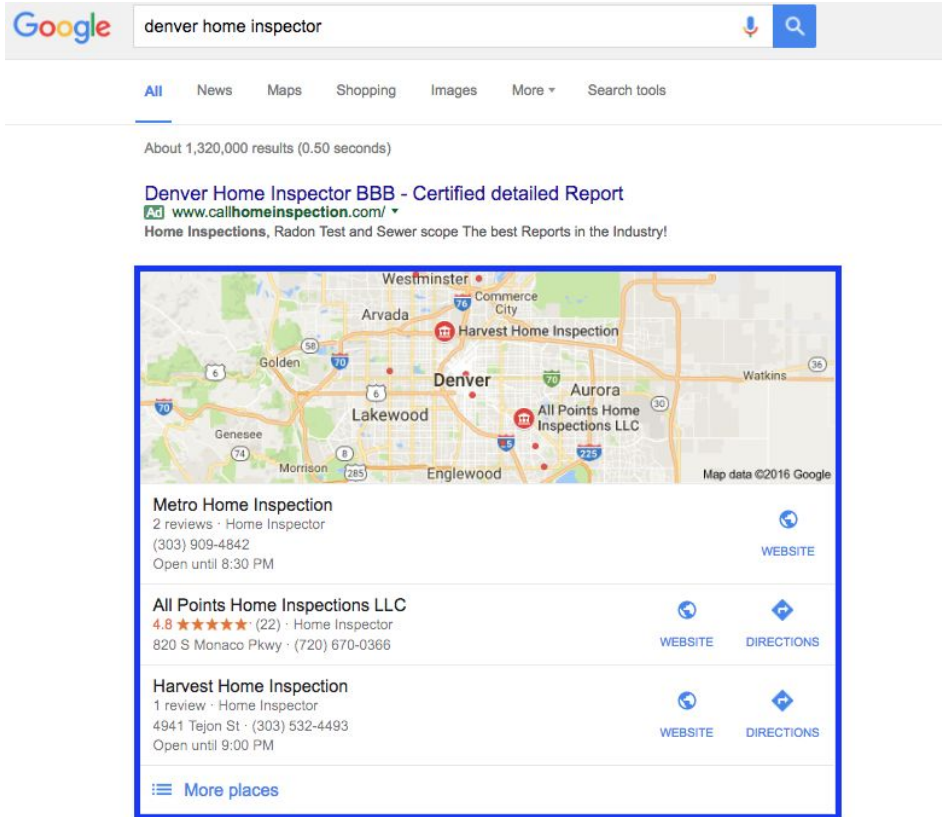 Google
denver home inspector
All News Maps Shopping Images More Search tools
About 1,320,000 results (0.50 seconds)
Denver Home Inspector BBB - Certified detailed Report
Ad www.callhomeinspection.com/
Home Inspections, Radon Test and Sewer scope The best Reports in the Industry!
Westminster
76
Commerce
City
Arvada
Harvest Home Inspection
58
Golden
70
6
36
Watkins
Denver
70
Aurora
6
70
Lakewood
All Points Home
Inspections LLC
30
Genesee
74
8
225
Morrison
285
Englewood
Map data ©2016 Google
Metro Home Inspection
2 reviews · Home Inspector
(303) 909-4842
Open until 8:30 PM
WEBSITE
All Points Home Inspections LLC
4.8 ★★★★★ (22) · Home Inspector
820 S Monaco Pkwy · (720) 670-0366
WEBSITE DIRECTIONS
Harvest Home Inspection
1 review · Home Inspector
4941 Tejon St · (303) 532-4493
Open until 9:00 PM
WEBSITE DIRECTIONS
More places